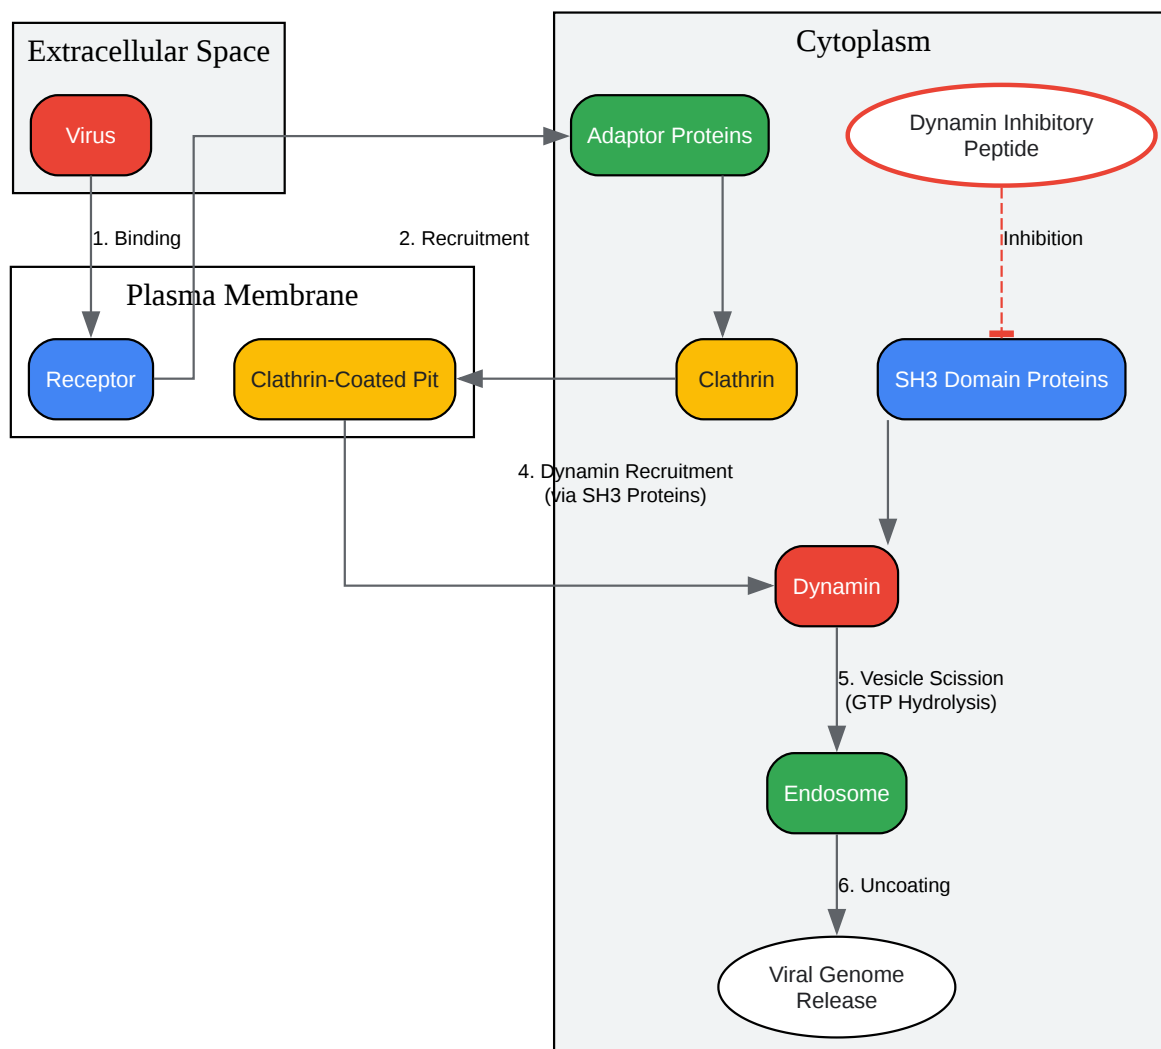 Extracellular Space
Cytoplasm
Virus
Adaptor Proteins
Dynamin Inhibitory
Peptide
1. Binding
2. Recruitment
Inhibition
Plasma Membrane
Receptor
Clathrin-Coated Pit
Clathrin
SH3 Domain Proteins
4. Dynamin Recruitment
(via SH3 Proteins)
Dynamin
5. Vesicle Scission
(GTP Hydrolysis)
Endosome
6. Uncoating
Viral Genome
Release